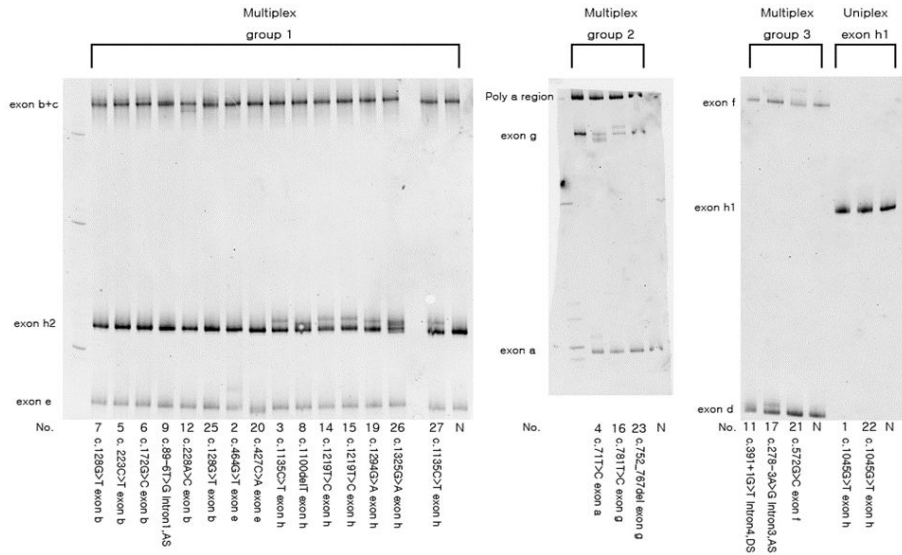 Multiplex
group 1
Multiplex
group 2
Multiplex
group 3
Uniplex
exon h1
exon b+c
exon h2
exon e
Poly a region
exon g
exon a
exon f
exon h1
exon d
No. 7 5 6 9 12 25 2 20 3 8 14 15 19 26 27 N
c.128G>T exon b
c. 223C>T exon b
c.172G>C exon b
c.89-6T>G Intron1,AS
c.228A>C exon b
c.128G>T exon b
c.464G>T exon e
c.427C>A exon e
c.1135C>T exon h
c.1100delT exon h
c.1219T>C exon h
c.1219T>C exon h
c.1294G>A exon h
c.1325G>A exon h
c.1135C>T exon h
No. 4 16 23 N
c.71T>C exon a
c.781T>C exon g
c.752_767del exon g
No. 11 17 21 N 1 22 N
c.391+1G>T Intron4,DS
c.278-3A>G Intron3,AS
c.572G>C exon f
c.1045G>T exon h
c.1045G>T exon h